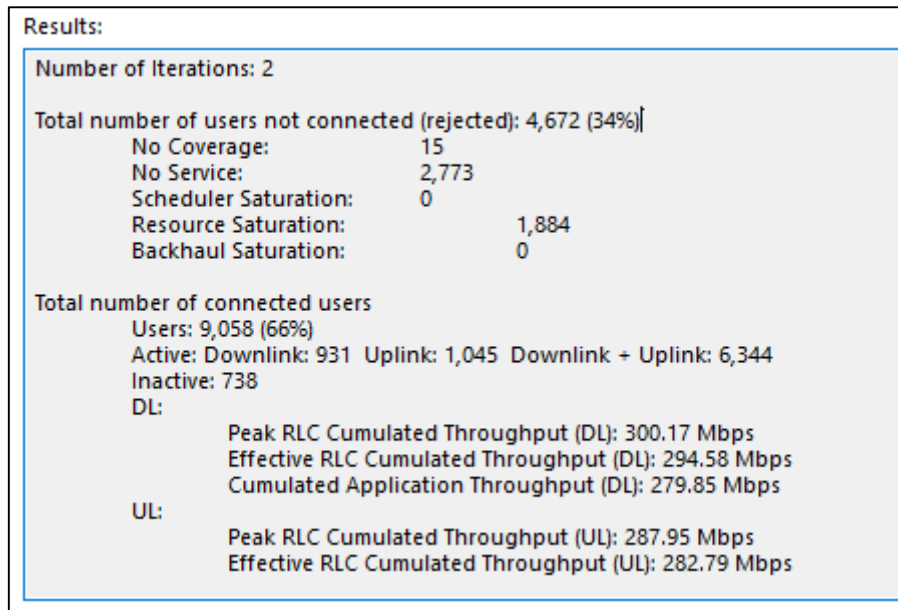 Results:
Number of Iterations: 2
Total number of users not connected (rejected): 4,672 (34%)
No Coverage: 15
No Service: 2,773
Scheduler Saturation: 0
Resource Saturation: 1,884
Backhaul Saturation: 0
Total number of connected users
Users: 9,058 (66%)
Active: Downlink: 931 Uplink: 1,045 Downlink + Uplink: 6,344
Inactive: 738
DL:
Peak RLC Cumulated Throughput (DL): 300.17 Mbps
Effective RLC Cumulated Throughput (DL): 294.58 Mbps
Cumulated Application Throughput (DL): 279.85 Mbps
UL:
Peak RLC Cumulated Throughput (UL): 287.95 Mbps
Effective RLC Cumulated Throughput (UL): 282.79 Mbps